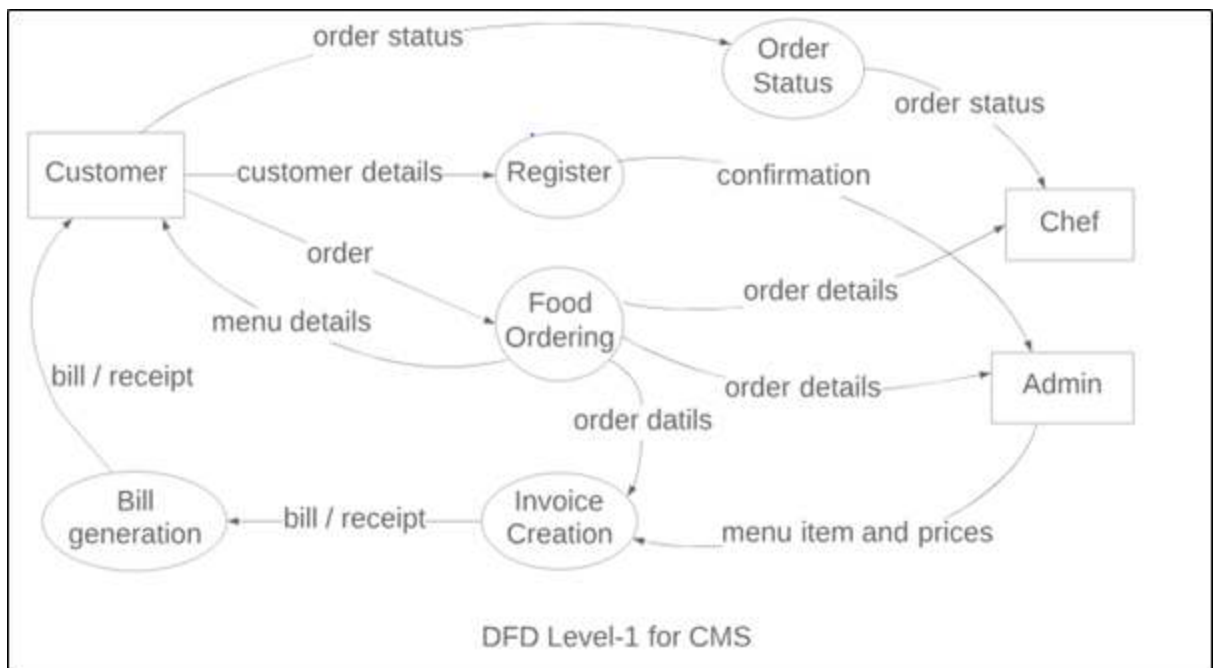 order status
Order
Status
order status
Customer
customer details
Register
confirmation
Chef
order
order details
Food
Ordering
menu details
bill / receipt
order details
Admin
order datils
Bill
generation
bill / receipt
Invoice
Creation
menu item and prices
DFD Level-1 for CMS